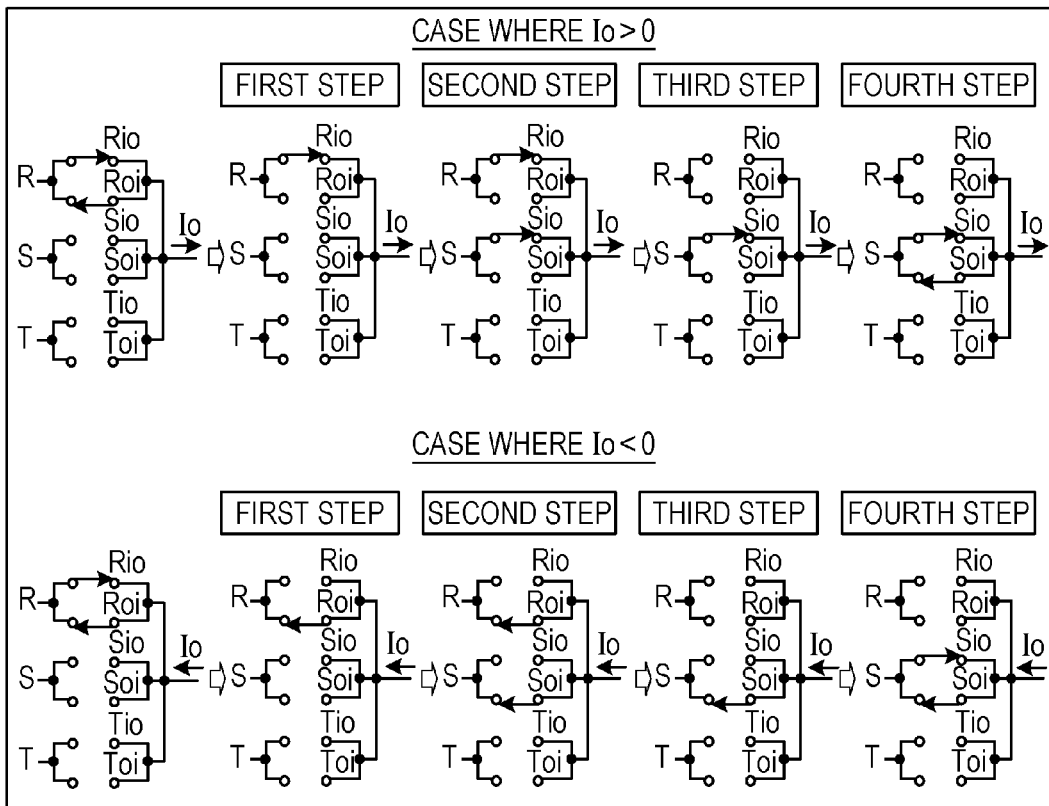 CASE WHERE Io > 0
FIRST STEP SECOND STEP THIRD STEP FOURTH STEP
Rio Rio Rio Rio Rio
R Roi R Roi R Roi R Roi R Roi
Sio Io Sio Io Sio Io Sio Io Sio Io
S Soi S Soi S Soi S Soi S Soi
Tio Tio Tio Tio Tio
T Toi T Toi T Toi T Toi T Toi
CASE WHERE Io < 0
FIRST STEP SECOND STEP THIRD STEP FOURTH STEP
Rio Rio Rio Rio Rio
R Roi R Roi R Roi R Roi R Roi
Sio Io Sio Io Sio Io Sio Io Sio Io
S Soi S Soi S Soi S Soi S Soi
Tio Tio Tio Tio Tio
T Toi T Toi T Toi T Toi T Toi